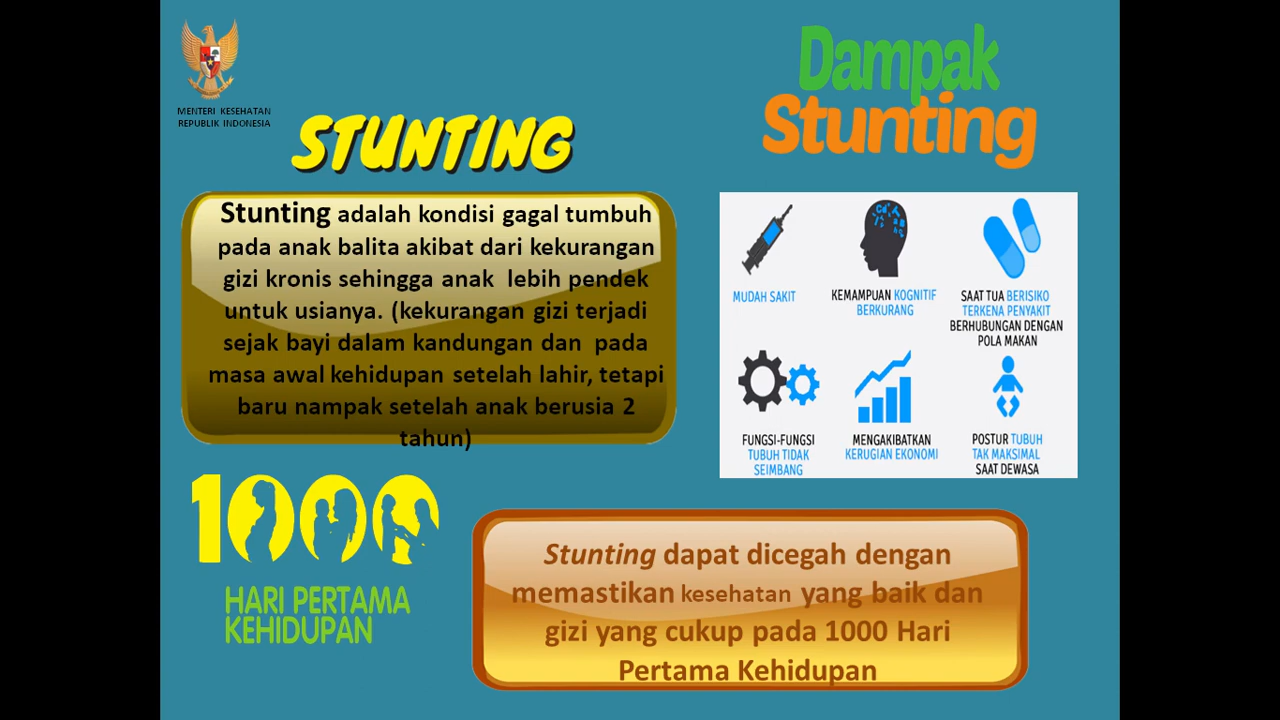 MENTERI KESEHATAN
REPUBLIK INDONESIA
STUNTING
Stunting adalah kondisi gagal tumbuh
pada anak balita akibat dari kekurangan
gizi kronis sehingga anak lebih pendek
untuk usianya. (kekurangan gizi terjadi
sejak bayi dalam kandungan dan pada
masa awal kehidupan setelah lahir, tetapi
baru nampak setelah anak berusia 2
tahun)
Dampak
Stunting
MUDAH SAKIT
KEMAMPUAN KOGNITIF
BERKURANG
SAAT TUA BERISIKO
TERKENA PENYAKIT
BERHUBUNGAN DENGAN
POLA MAKAN
FUNGSI-FUNGSI
TUBUH TIDAK
SEIMBANG
MENGAKIBATKAN
KERUGIAN EKONOMI
POSTUR TUBUH
TAK MAKSIMAL
SAAT DEWASA
1000
HARI PERTAMA
KEHIDUPAN
Stunting dapat dicegah dengan
memastikan kesehatan yang baik dan
gizi yang cukup pada 1000 Hari
Pertama Kehidupan